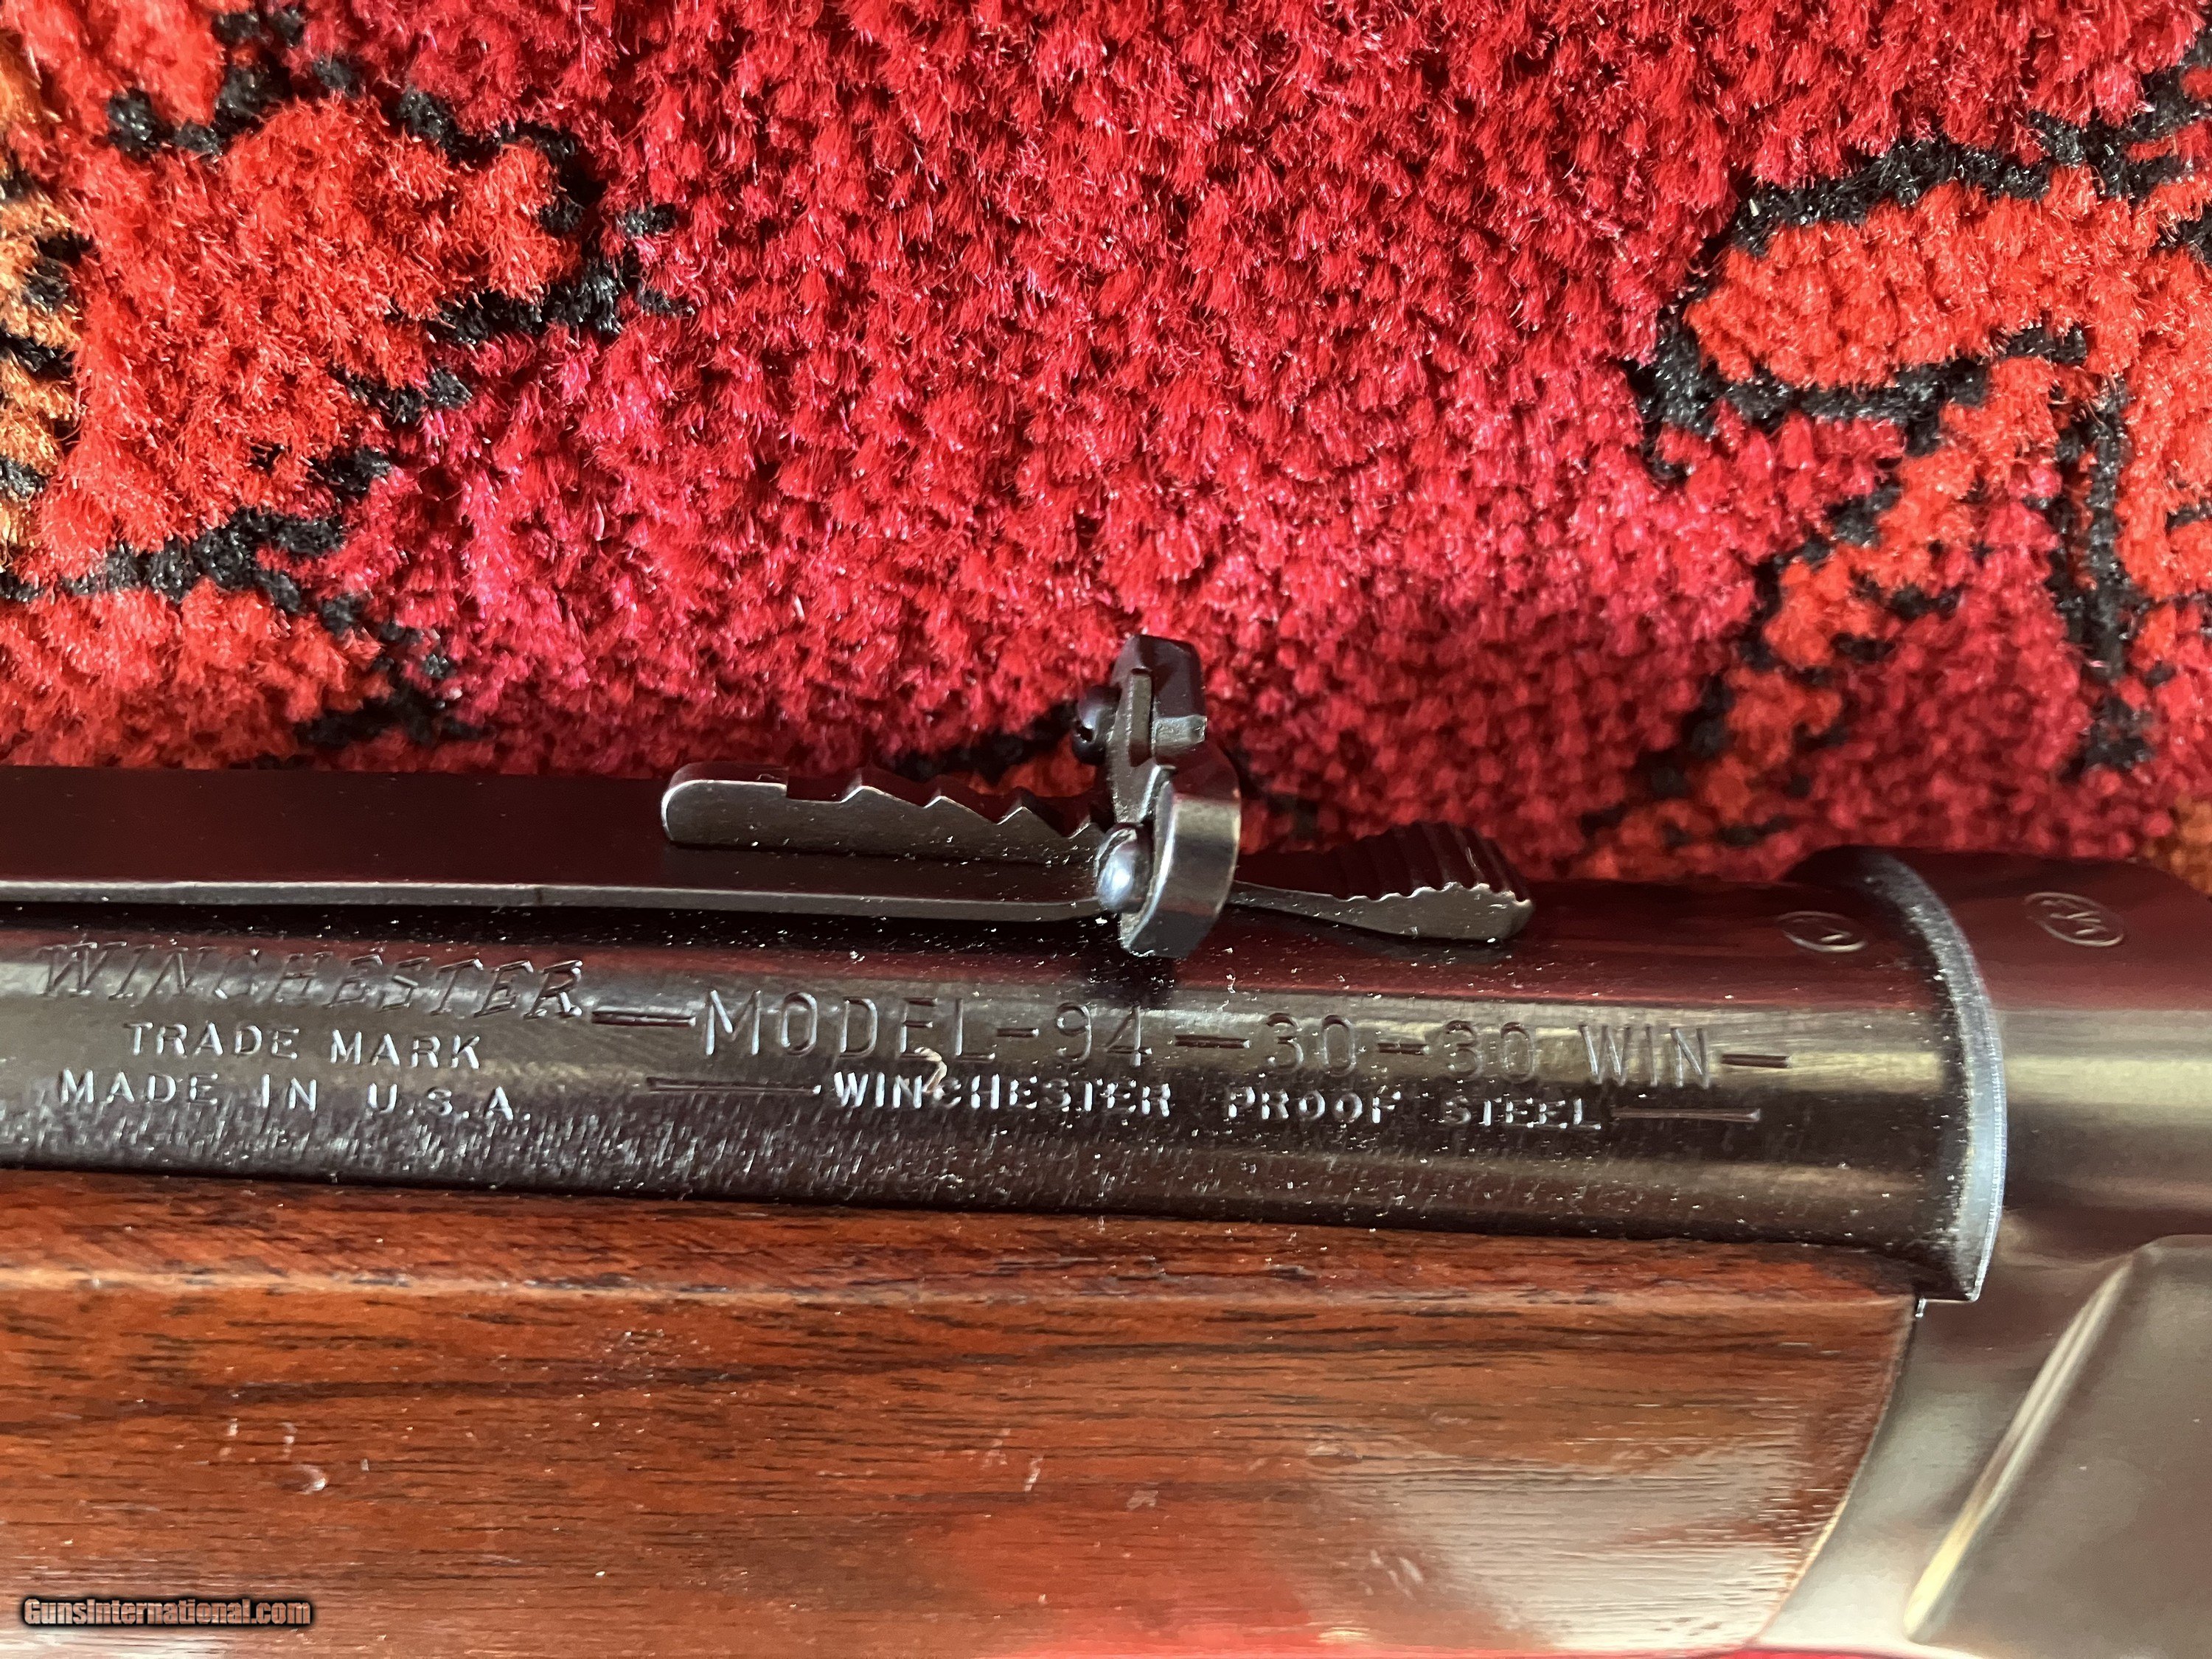 WINCHESTER—MODEL-94—30-30 WIN—
TRADE MARK
MADE IN U.S.A.
—WINCHESTER PROOF STEEL—
GunsInternational.com